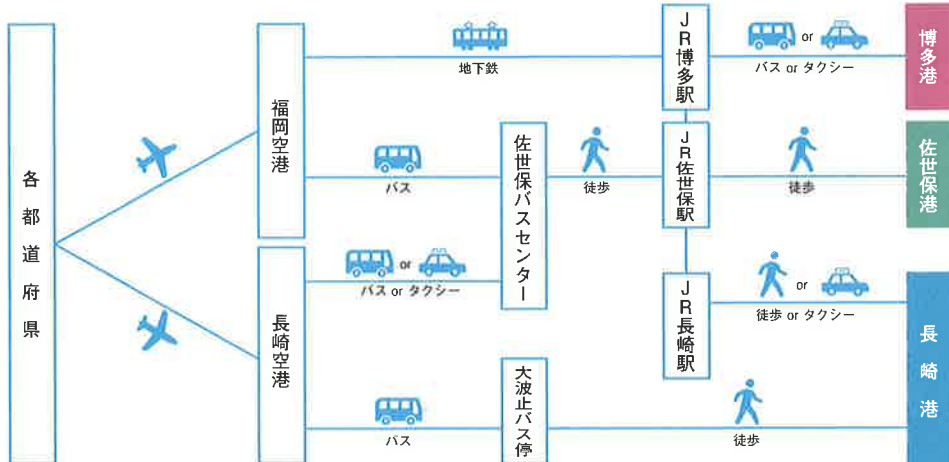 各都道府県
福岡空港
長崎空港
地下鉄
JR博多駅
or
バス or タクシー
博多港
バス
佐世保バスセンター
徒歩
JR佐世保駅
徒歩
佐世保港
or
バス or タクシー
JR長崎駅
or
徒歩 or タクシー
長崎港
バス
大波止バス停
徒歩